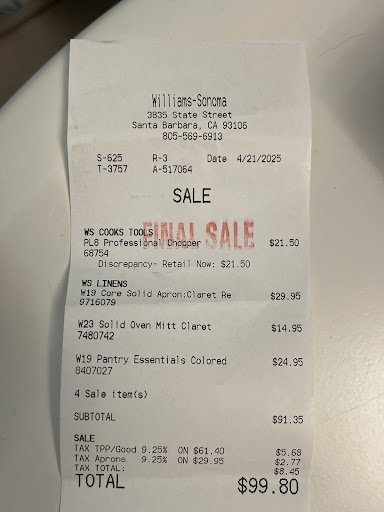 Williams-Sonoma
3835 State Street
Santa Barbara, CA 93106
805-569-6913
S-625 R-3 Date 4/21/2025
T-3757 A-517064
SALE
FINAL SALE
WS COOKS TOOLS
PL8 Professional Chopper $21.50
68754
Discrepancy- Retail Now: $21.50
WS LINENS
W19 Core Solid Apron:Claret Re $29.95
9716079
W23 Solid Oven Mitt Claret $14.95
7480742
W19 Pantry Essentials Colored $24.95
8407027
4 Sale item(s)
SUBTOTAL $91.35
SALE
TAX TPP/Good 9.25% ON $61.40 $5.68
TAX Aprons 9.25% ON $29.95 $2.77
TAX TOTAL: $8.45
TOTAL $99.80